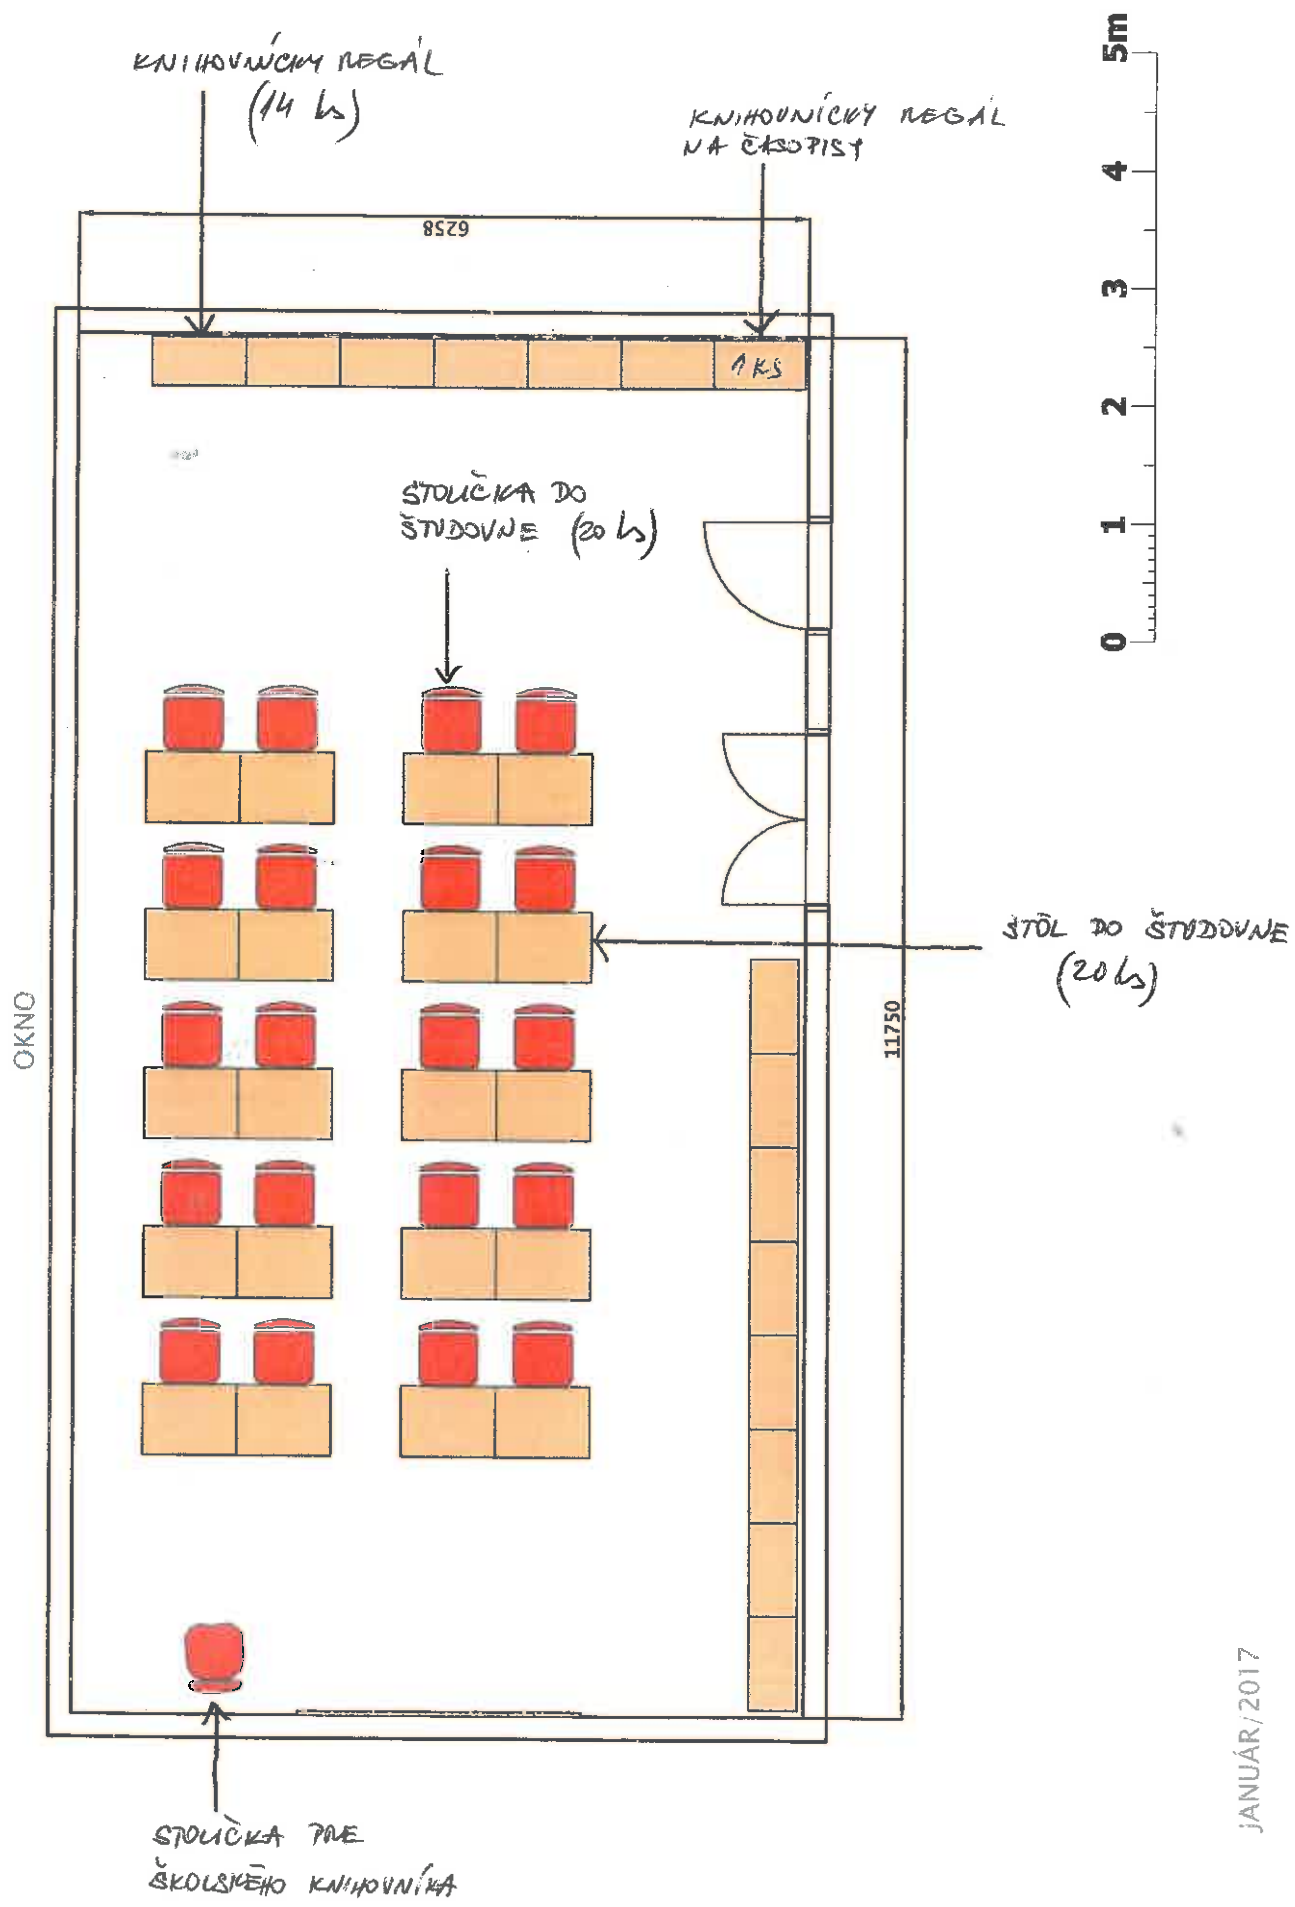 KNIHOVNÍCKY REGÁL
(14 ks)
KNIHOVNÍCKY REGÁL
NA ČASOPISY
5m
4
3
2
1
0
6258
1 KS
STOLIČKA DO
ŠTUDOVNE (20 ks)
STÔL DO ŠTUDOVNE
(20 ks)
OKNO
11750
STOLIČKA PRE
ŠKOLSKÉHO KNIHOVNÍKA
JANUÁR/2017